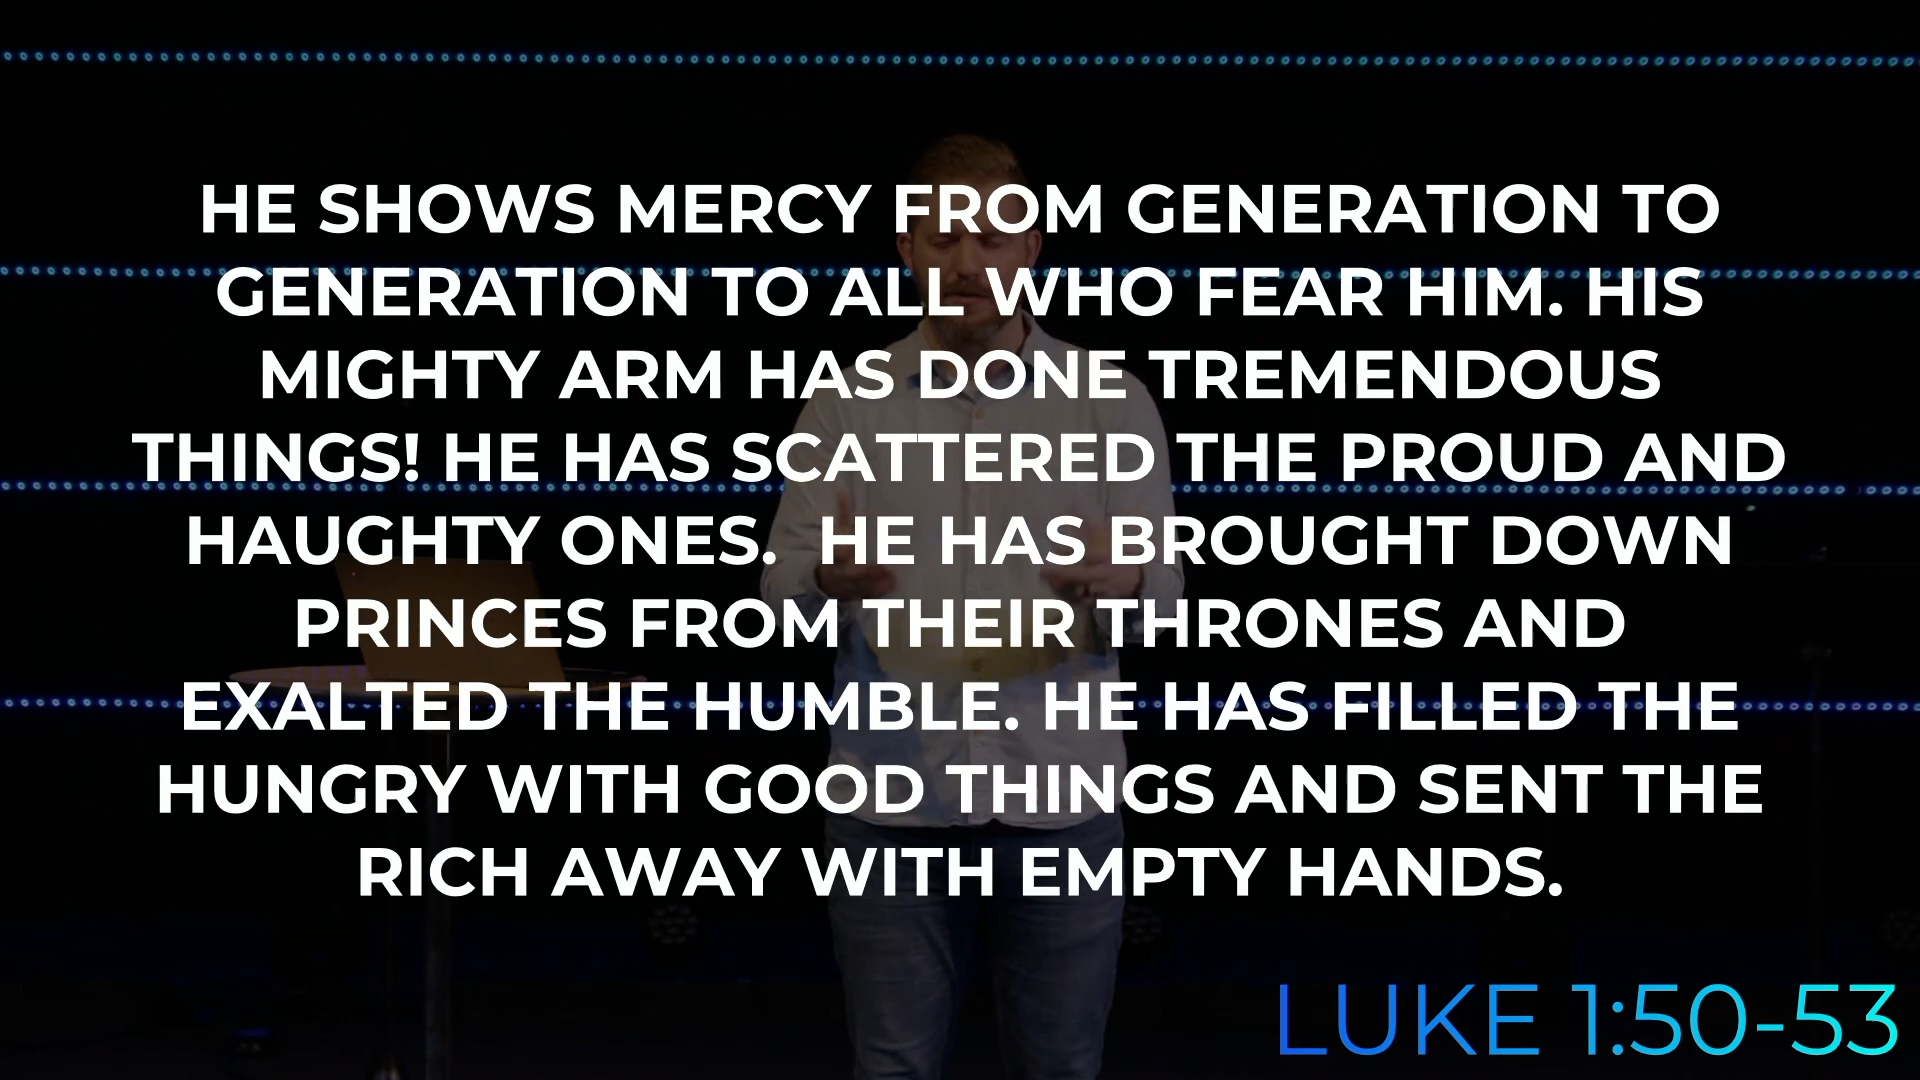 HE SHOWS MERCY FROM GENERATION TO
GENERATION TO ALL WHO FEAR HIM. HIS
MIGHTY ARM HAS DONE TREMENDOUS
THINGS! HE HAS SCATTERED THE PROUD AND
HAUGHTY ONES.  HE HAS BROUGHT DOWN
PRINCES FROM THEIR THRONES AND
EXALTED THE HUMBLE. HE HAS FILLED THE
HUNGRY WITH GOOD THINGS AND SENT THE
RICH AWAY WITH EMPTY HANDS.
LUKE 1:50-53